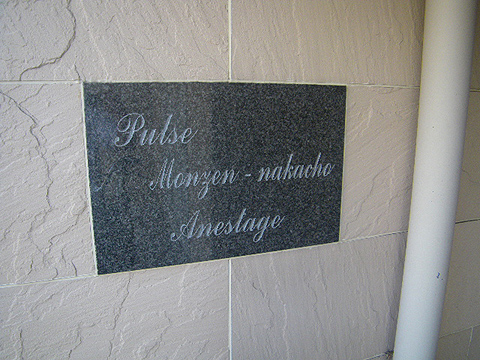 Pulse
Monzen - nakacho
Anestage